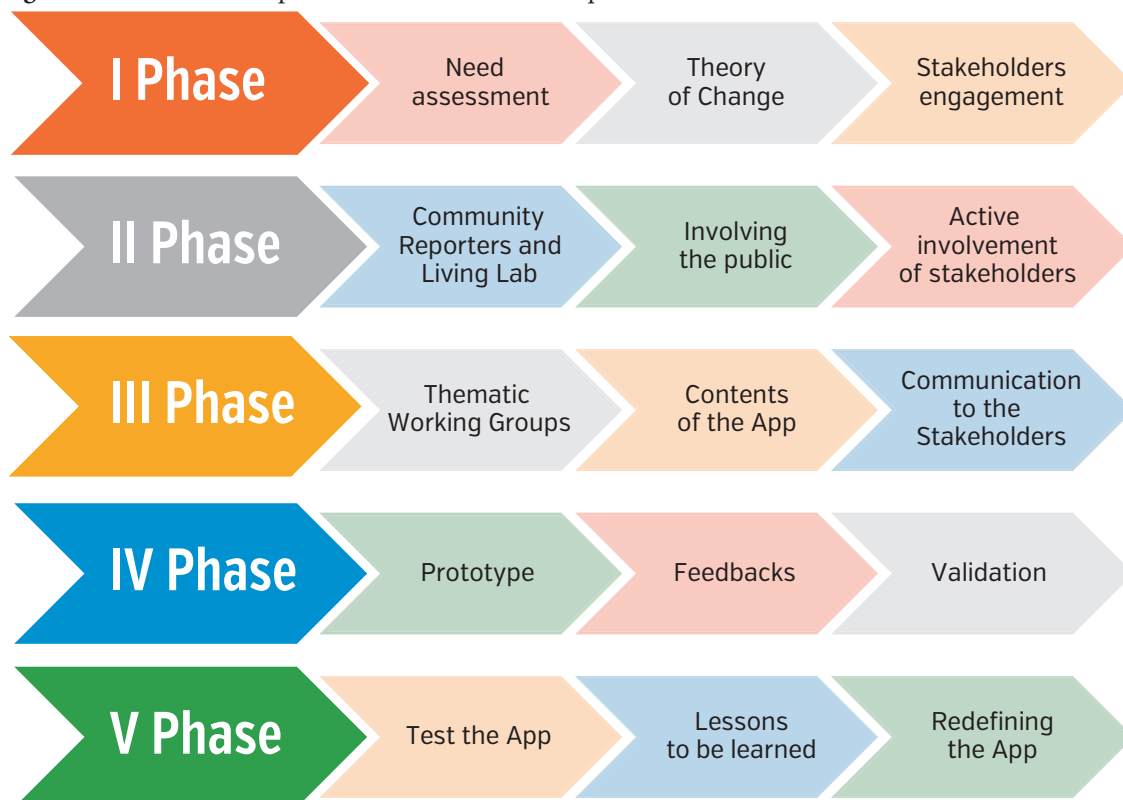 I Phase
Need
assessment
Theory
of Change
Stakeholders
engagement
II Phase
Community
Reporters and
Living Lab
Involving
the public
Active
involvement
of stakeholders
III Phase
Thematic
Working Groups
Contents
of the App
Communication
to the
Stakeholders
IV Phase
Prototype
Feedbacks
Validation
V Phase
Test the App
Lessons
to be learned
Redefining
the App